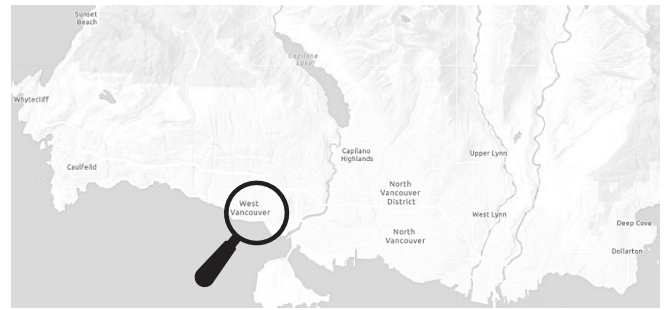 Sunset
Beach
Capilano
Lake
Whytecliff
Caulfeild
Capilano
Highlands
Upper Lynn
North
Vancouver
District
West
Vancouver
West Lynn
North
Vancouver
Deep Cove
Dollarton